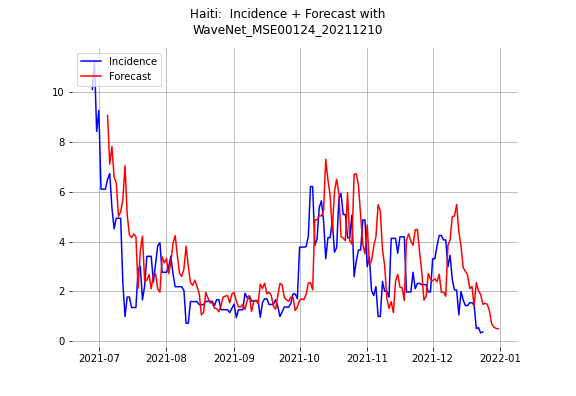 Haiti:  Incidence + Forecast with
WaveNet_MSE00124_20211210
Incidence
Forecast
10
8
6
4
2
0
2021-07 2021-08 2021-09 2021-10 2021-11 2021-12 2022-01